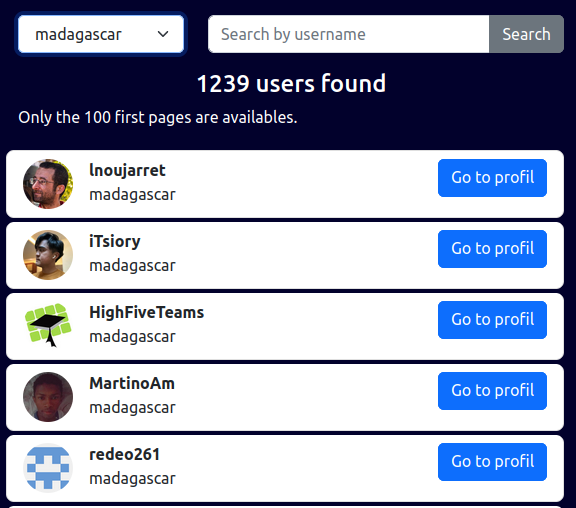 madagascar
Search by username
Search
1239 users found
Only the 100 first pages are availables.
lnoujarret
madagascar
Go to profil
iTsiory
madagascar
Go to profil
HighFiveTeams
madagascar
Go to profil
MartinoAm
madagascar
Go to profil
redeo261
madagascar
Go to profil